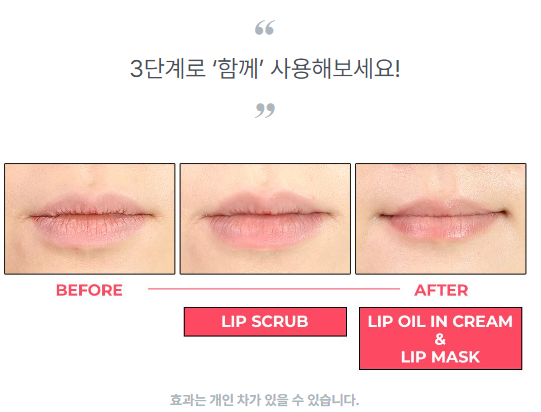 “
3단계로 ‘함께’ 사용해보세요!
”
BEFORE
AFTER
LIP SCRUB
LIP OIL IN CREAM
&
LIP MASK
효과는 개인 차가 있을 수 있습니다.